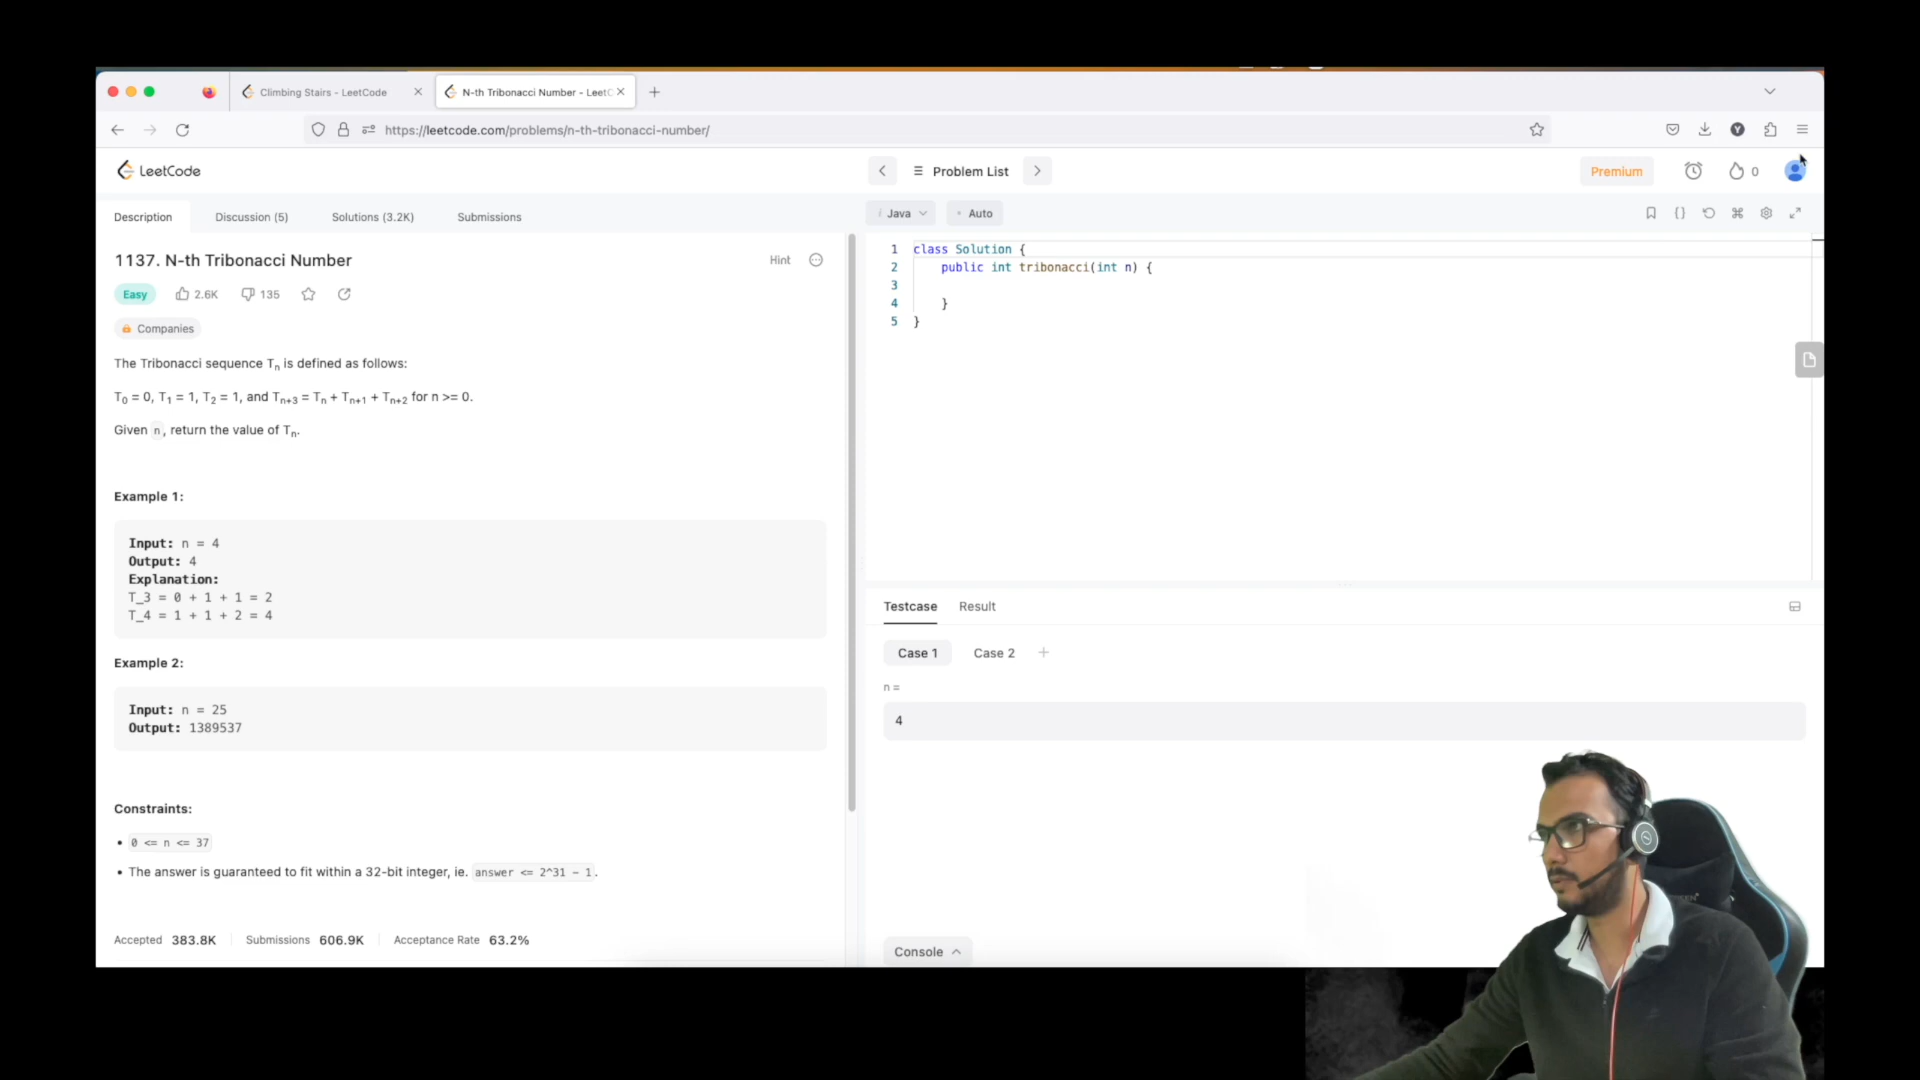 Climbing Stairs - LeetCode
N-th Tribonacci Number - LeetC
https://leetcode.com/problems/n-th-tribonacci-number/
Y
LeetCode
Problem List
Premium
0
Description
Discussion (5)
Solutions (3.2K)
Submissions
1137. N-th Tribonacci Number
Hint
Easy
2.6K
135
Companies
The Tribonacci sequence Tn is defined as follows:
T0 = 0, T1 = 1, T2 = 1, and Tn+3 = Tn + Tn+1 + Tn+2 for n >= 0.
Given n, return the value of Tn.
Example 1:
Input: n = 4
Output: 4
Explanation:
T_3 = 0 + 1 + 1 = 2
T_4 = 1 + 1 + 2 = 4
Example 2:
Input: n = 25
Output: 1389537
Constraints:
• 0 <= n <= 37
• The answer is guaranteed to fit within a 32-bit integer, ie. answer <= 2^31 - 1.
Accepted 383.8K
Submissions 606.9K
Acceptance Rate 63.2%
i Java
• Auto
{}
1 class Solution {
2 public int tribonacci(int n) {
3
4 }
5 }
Testcase
Result
Case 1
Case 2
+
n =
4
Console